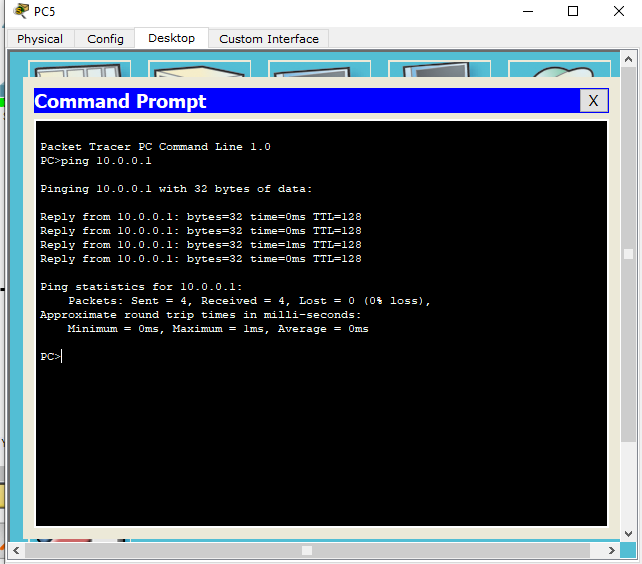 PC5
Physical Config Desktop Custom Interface
Command Prompt X
Packet Tracer PC Command Line 1.0
PC>ping 10.0.0.1
Pinging 10.0.0.1 with 32 bytes of data:
Reply from 10.0.0.1: bytes=32 time=0ms TTL=128
Reply from 10.0.0.1: bytes=32 time=0ms TTL=128
Reply from 10.0.0.1: bytes=32 time=1ms TTL=128
Reply from 10.0.0.1: bytes=32 time=0ms TTL=128
Ping statistics for 10.0.0.1:
Packets: Sent = 4, Received = 4, Lost = 0 (0% loss),
Approximate round trip times in milli-seconds:
Minimum = 0ms, Maximum = 1ms, Average = 0ms
PC>